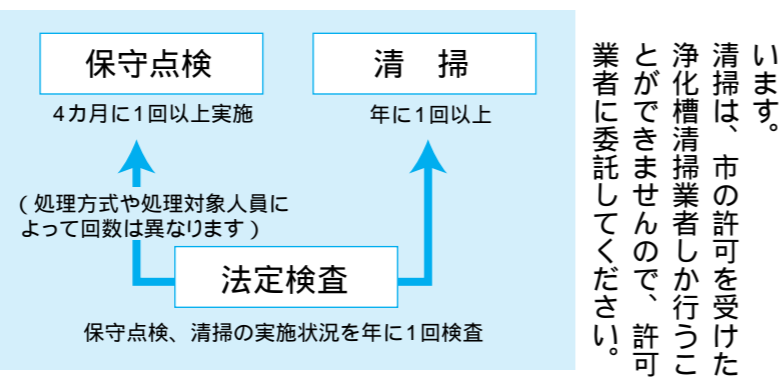 保守点検
4カ月に1回以上実施
清　掃
年に1回以上
(処理方式や処理対象人員に
よって回数は異なります)
法定検査
保守点検、清掃の実施状況を年に1回検査
います。
清掃は、市の許可を受けた
浄化槽清掃業者しか行うこ
とができませんので、許可
業者に委託してください。